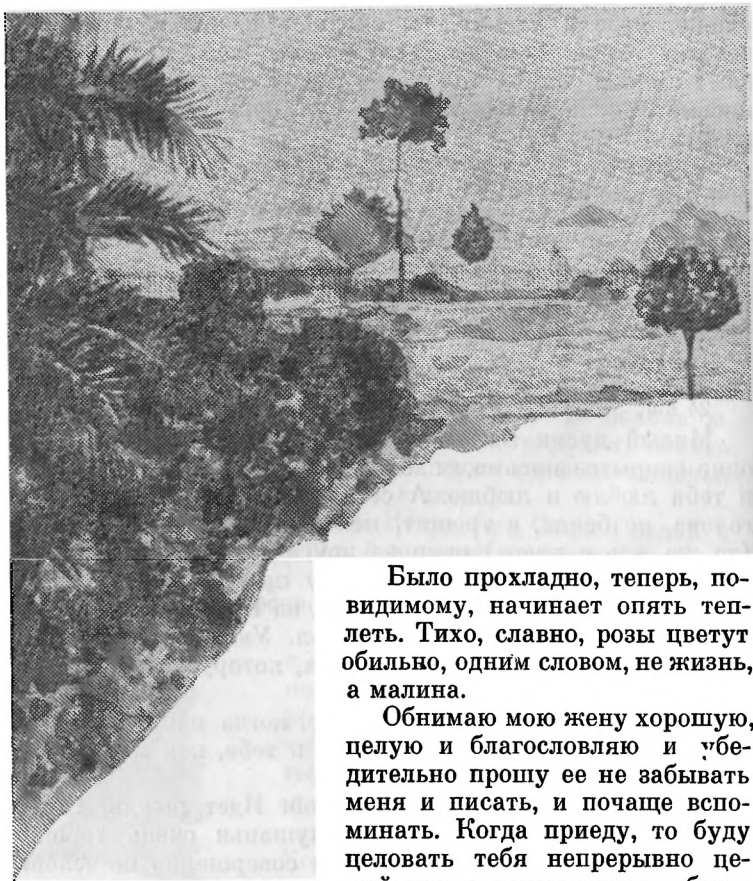 Было прохладно, теперь, по-
видимому, начинает опять теп-
леть. Тихо, славно, розы цветут
обильно, одним словом, не жизнь,
а малина.
Обнимаю мою жену хорошую,
целую и благословляю и убе-
дительно прошу ее не забывать
меня и писать, и почаще вспо-
минать. Когда приеду, то буду
целовать тебя непрерывно це-